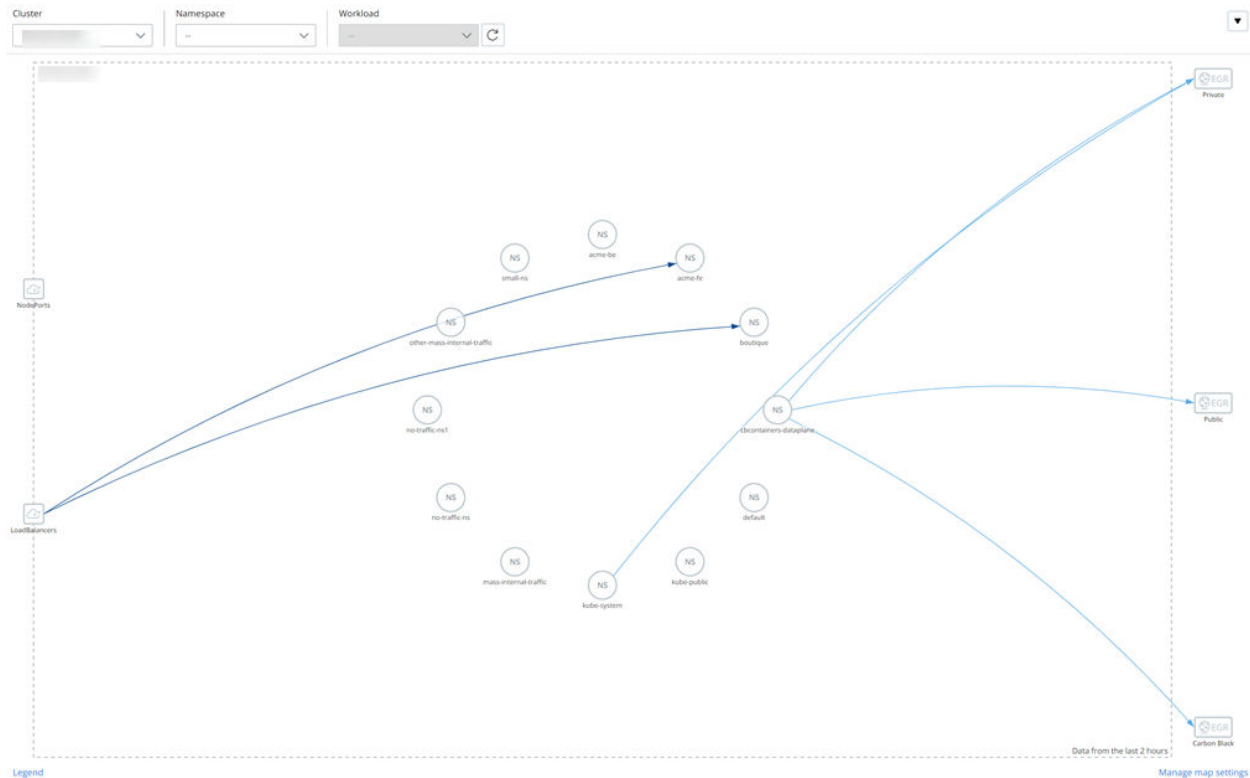 Cluster
Namespace
Workload
--
--
EGR
Private
NS
acme-be
NS
small-ns
NS
acme-fe
NodePorts
NS
other-mass-internal-traffic
NS
boutique
NS
no-traffic-ns1
NS
cbcontainers-dataplane
EGR
Public
NS
no-traffic-ns
NS
default
LoadBalancers
NS
mass-internal-traffic
NS
kube-public
NS
kube-system
EGR
Carbon Black
Data from the last 2 hours
Legend
Manage map settings